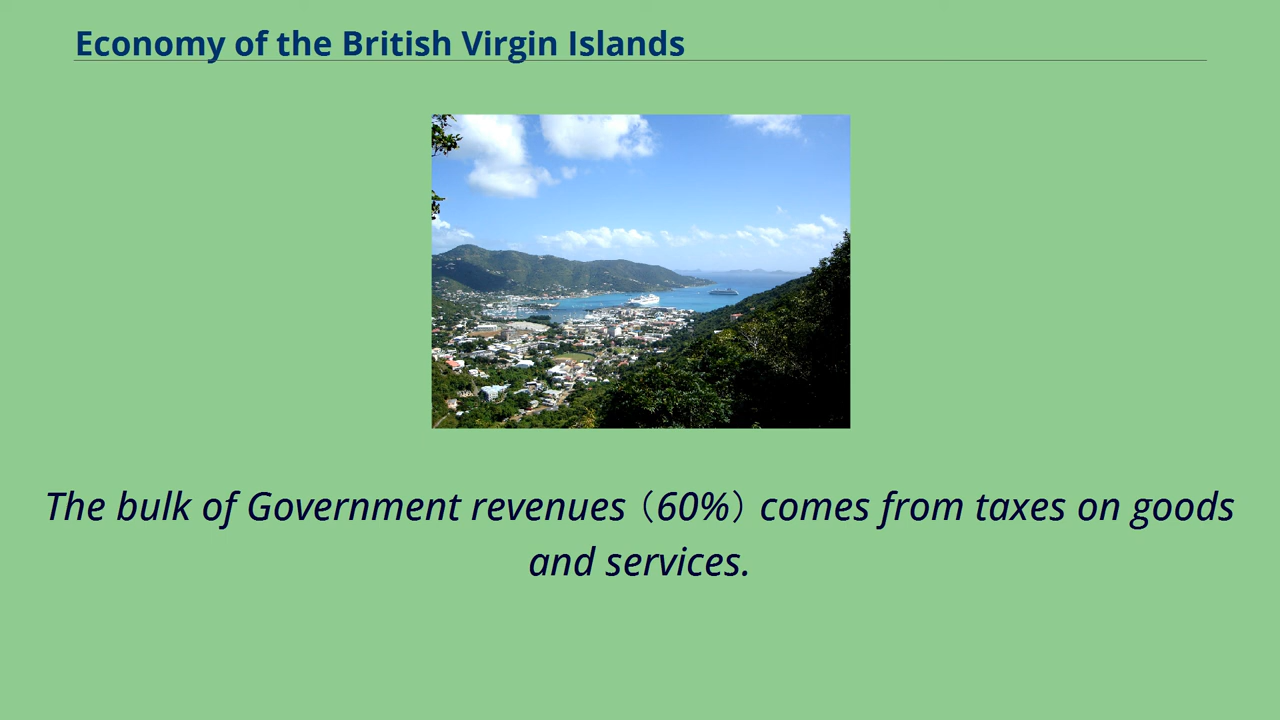 Economy of the British Virgin Islands
The bulk of Government revenues（60%）comes from taxes on goods
and services.